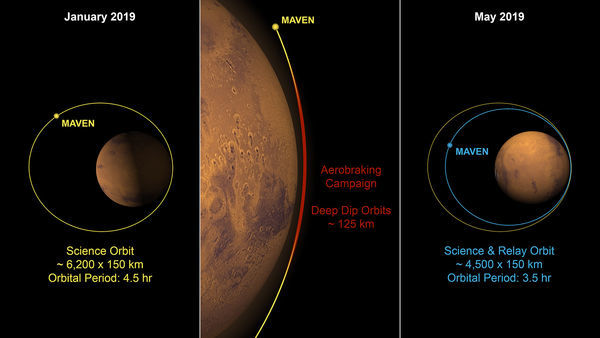 January 2019
MAVEN
Science Orbit
~ 6,200 x 150 km
Orbital Period: 4.5 hr
MAVEN
Aerobraking
Campaign
Deep Dip Orbits
~ 125 km
May 2019
MAVEN
Science & Relay Orbit
~ 4,500 x 150 km
Orbital Period: 3.5 hr